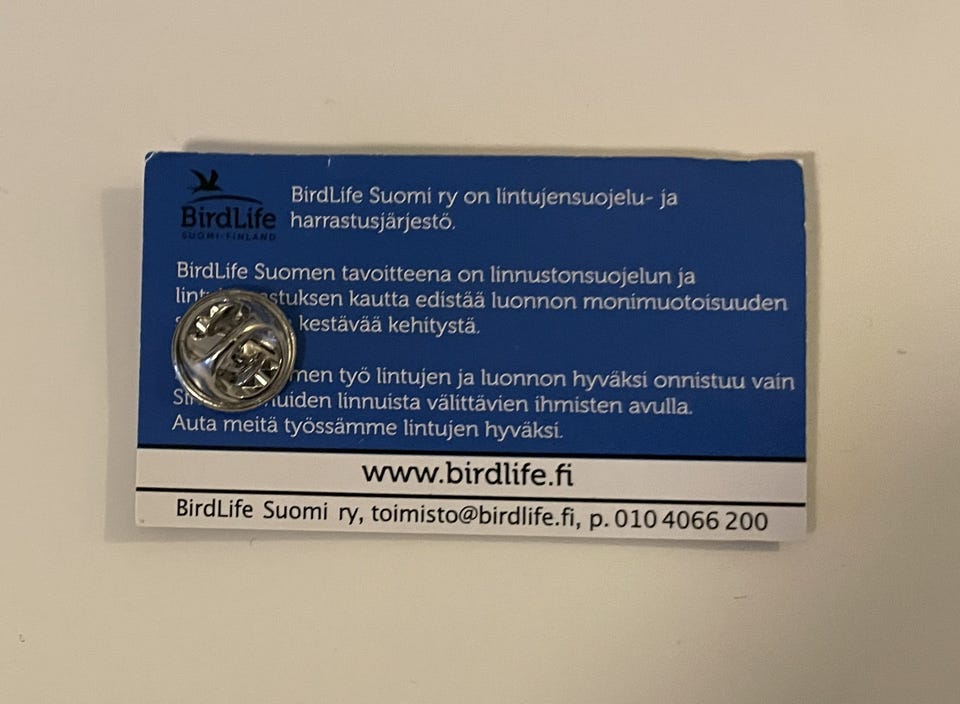 BirdLife
SUOMI-FINLAND
BirdLife Suomi ry on lintujensuojelu- ja
harrastusjärjestö.
BirdLife Suomen tavoitteena on linnustonsuojelun ja
kautta edistää luonnon monimuotoisuuden
kestävää kehitystä.
työ lintujen ja luonnon hyväksi onnistuu vain
linnuista välittävien ihmisten avulla.
Auta meitä työssämme lintujen hyväksi.
www.birdlife.fi
BirdLife Suomi ry, toimisto@birdlife.fi, p. 010 4066 200